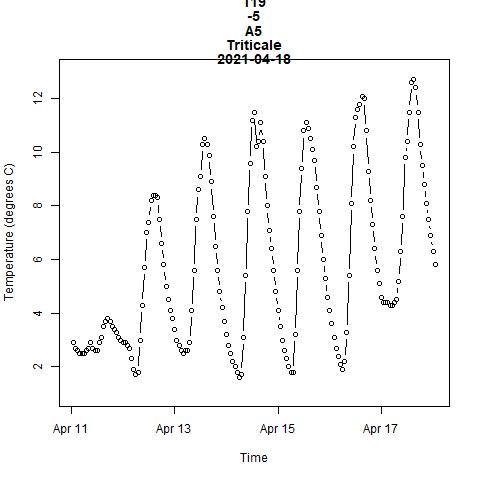 T19
-5
A5
Triticale
2021-04-18
Temperature (degrees C)
12
10
8
6
4
2
Apr 11
Apr 13
Apr 15
Apr 17
Time